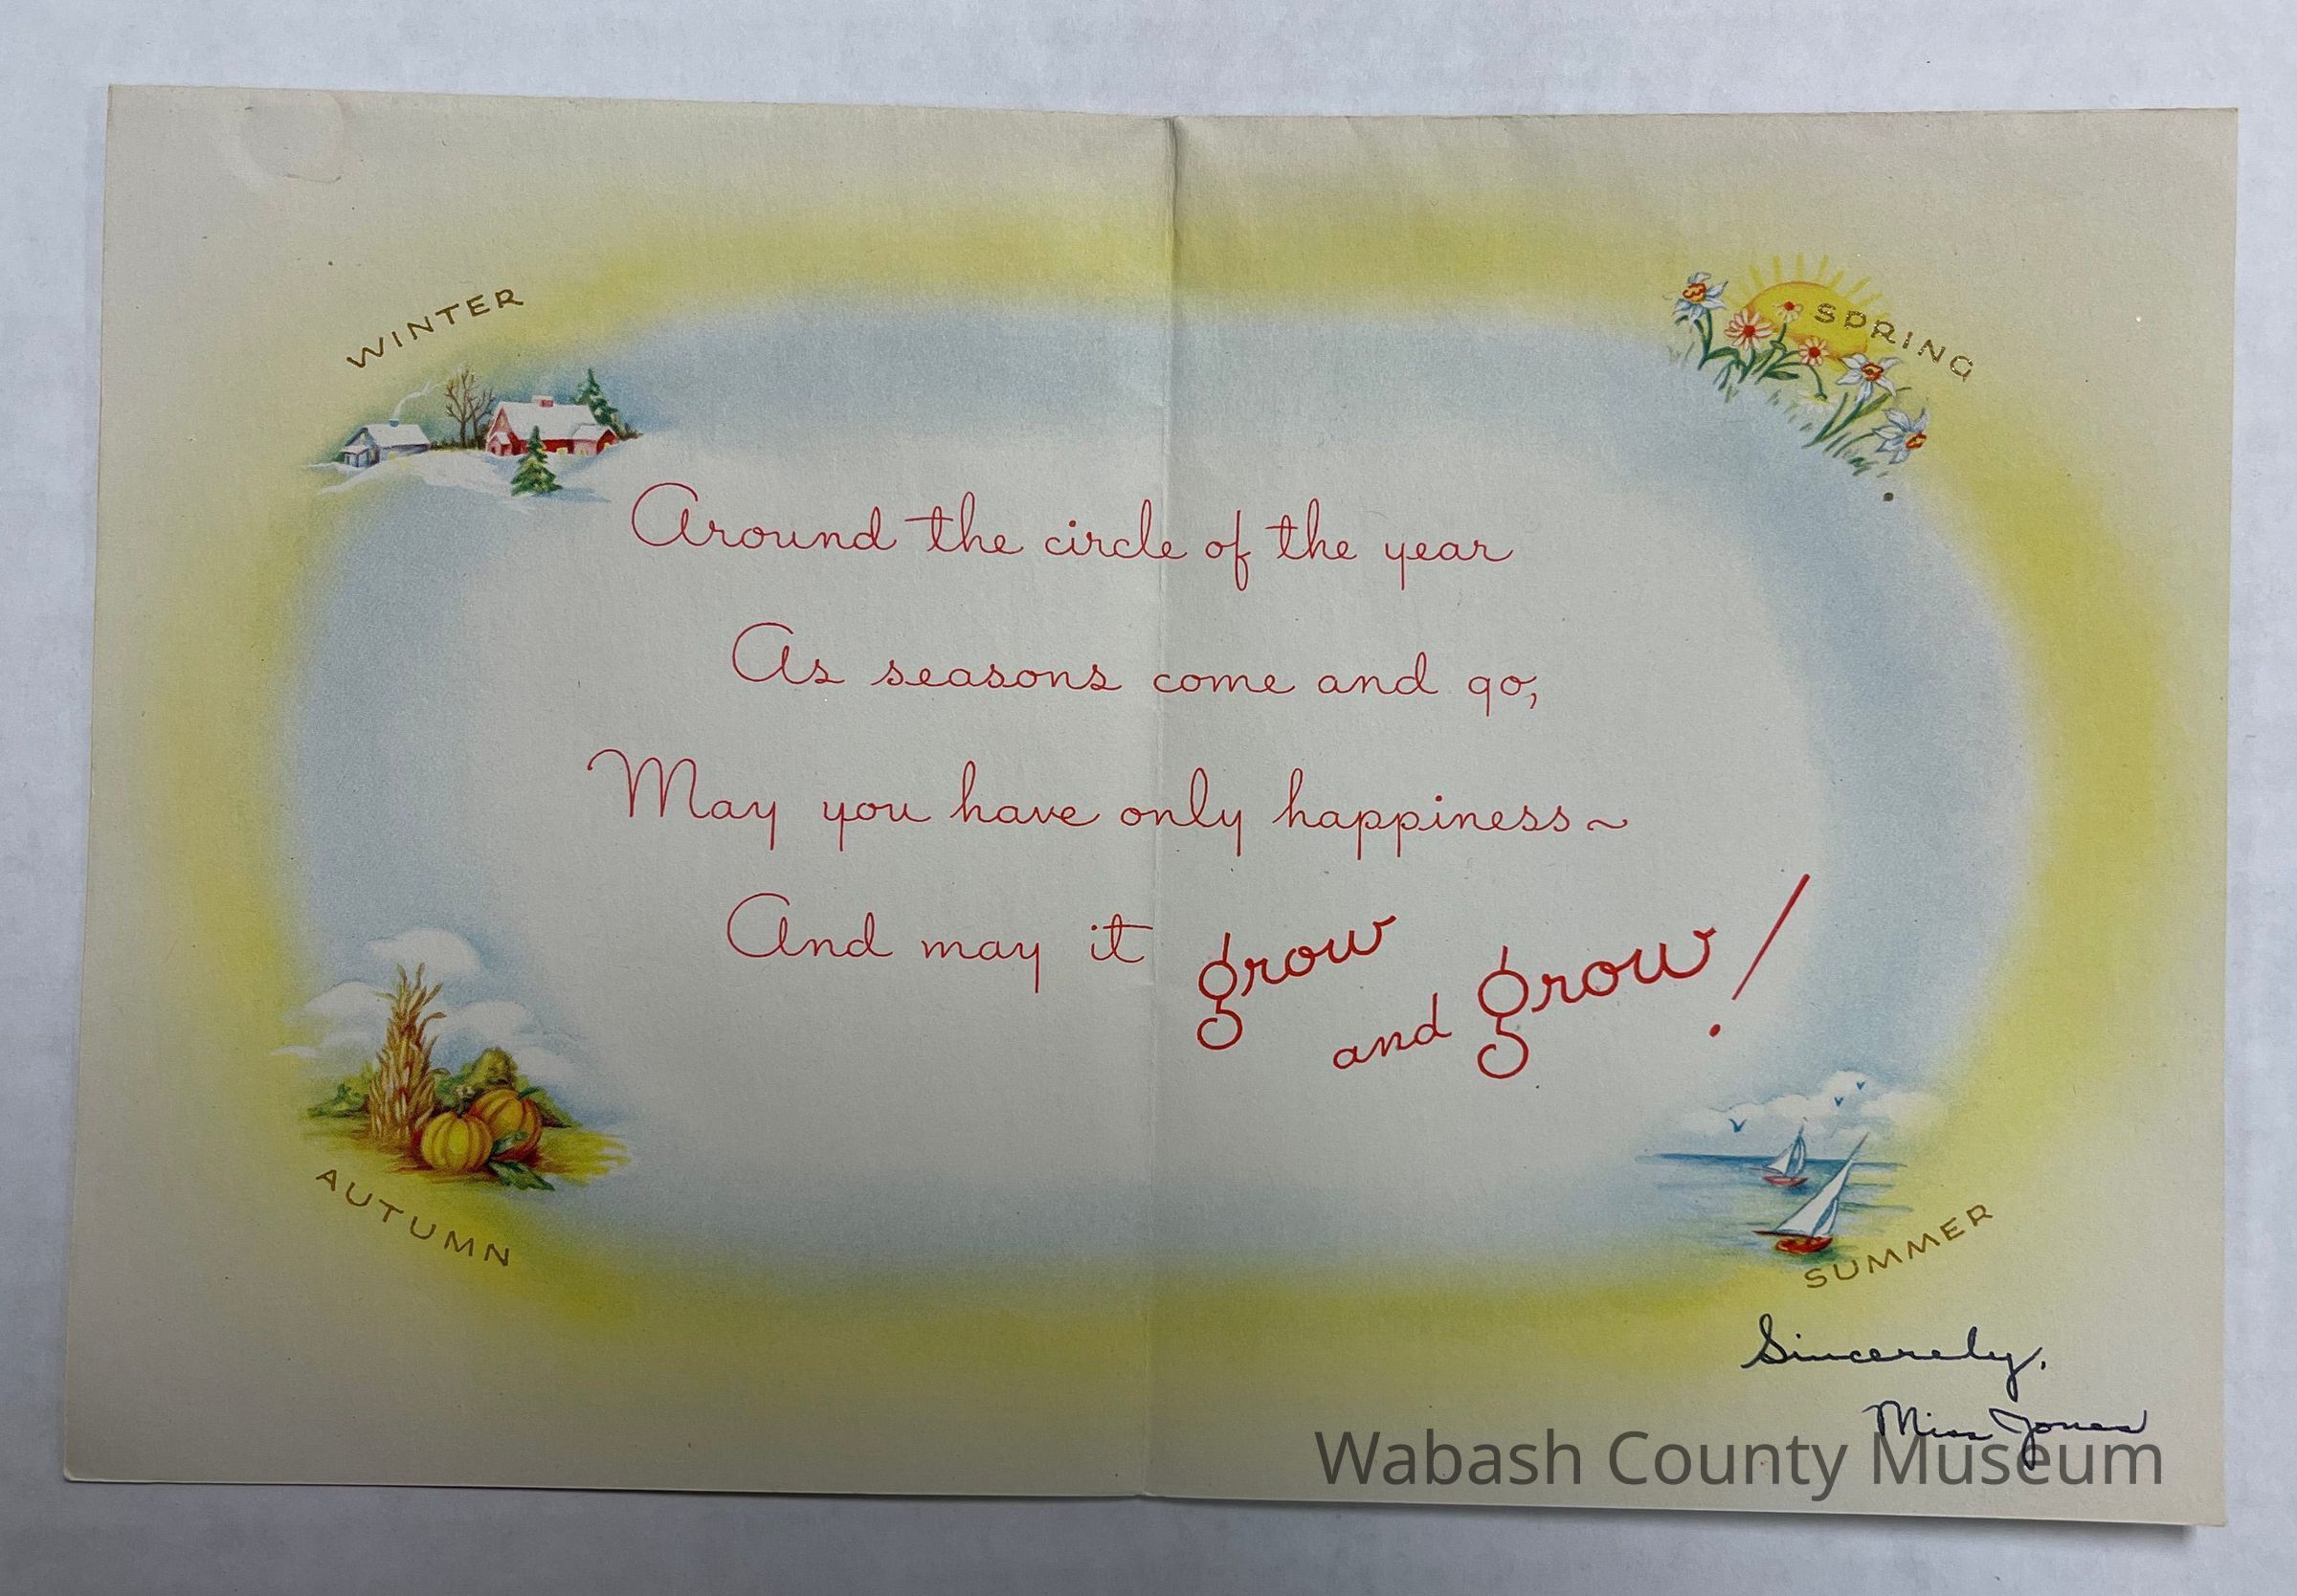 WINTER
SPRING
Around the circle of the year
As seasons come and go,
May you have only happiness~
And may it grow
and grow!
AUTUMN
SUMMER
Sincerely,
Miss Jones
Wabash County Museum